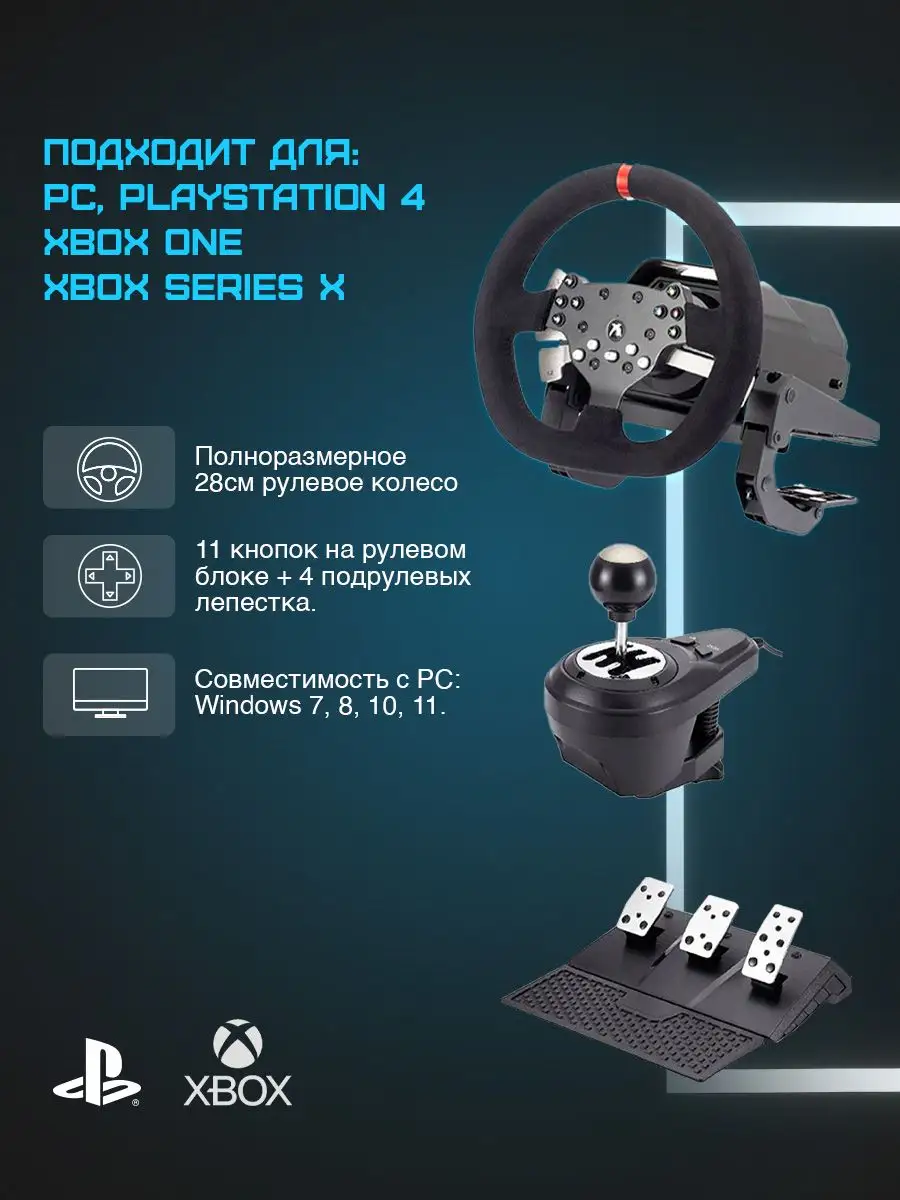 ПОДХОДИТ ДЛЯ:
PC, PLAYSTATION 4
XBOX ONE
XBOX SERIES X
Полноразмерное
28см рулевое колесо
11 кнопок на рулевом
блоке + 4 подрулевых
лепестка.
Совместимость с PC:
Windows 7, 8, 10, 11.
XBOX